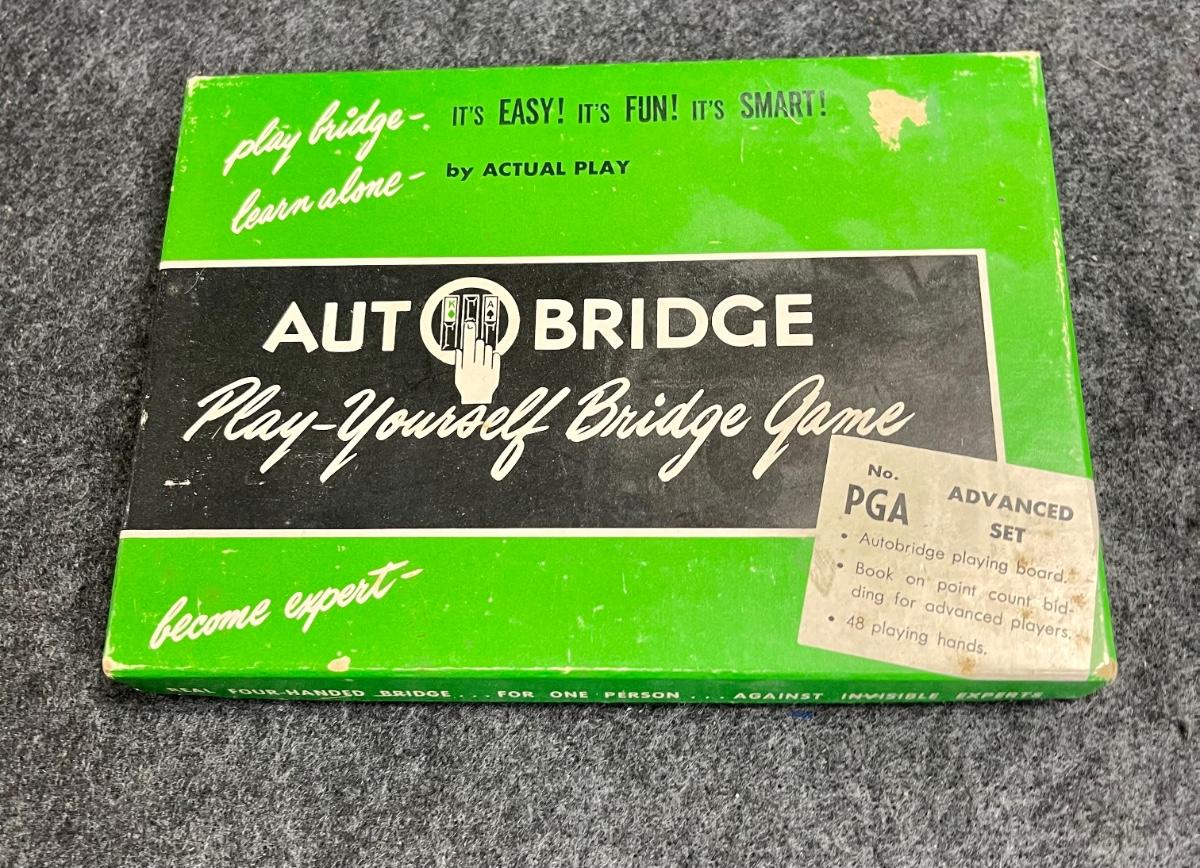 play bridge-
IT'S EASY! IT'S FUN! IT'S SMART!
learn alone-
by ACTUAL PLAY
AUTOBRIDGE
K A
Play-Yourself Bridge Game
No.
PGA
ADVANCED
SET
• Autobridge playing board.
• Book on point count bid-
ding for advanced players.
• 48 playing hands.
become expert-
REAL FOUR-HANDED BRIDGE... FOR ONE PERSON... AGAINST INVISIBLE EXPERTS